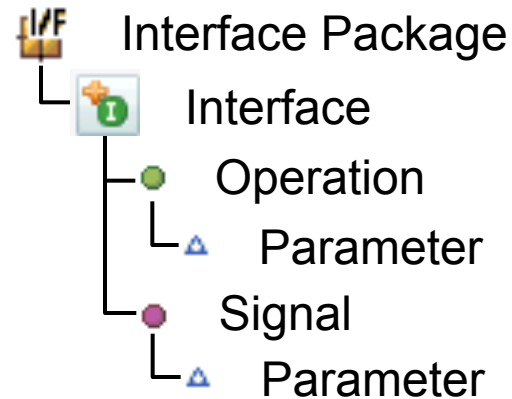 I/F Interface Package
I Interface
Operation
Parameter
Signal
Parameter